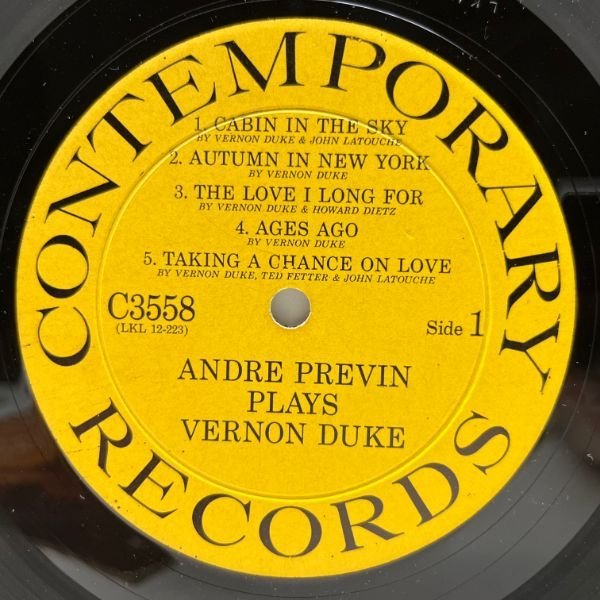 CONTEMPORARY RECORDS
1. CABIN IN THE SKY
BY VERNON DUKE & JOHN LATOUCHE
2. AUTUMN IN NEW YORK
BY VERNON DUKE
3. THE LOVE I LONG FOR
BY VERNON DUKE & HOWARD DIETZ
4. AGES AGO
BY VERNON DUKE
5. TAKING A CHANCE ON LOVE
BY VERNON DUKE, TED FETTER & JOHN LATOUCHE
C3558
(LKL 12-223)
Side 1
ANDRE PREVIN
PLAYS
VERNON DUKE